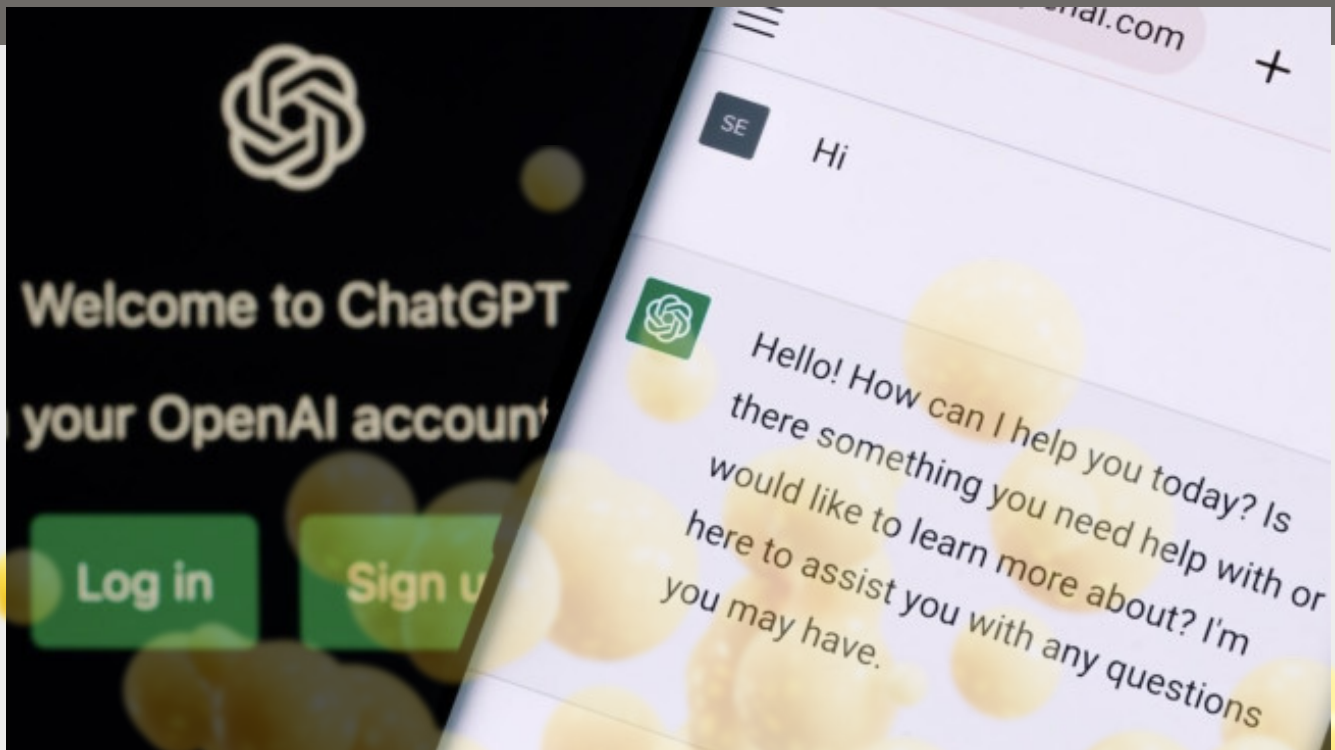 Welcome to ChatGPT
your OpenAI account
Log in
Sign u
nai.com
SE
Hi
Hello! How can I help you today? Is
there something you need help with or
would like to learn more about? I'm
here to assist you with any questions
you may have.